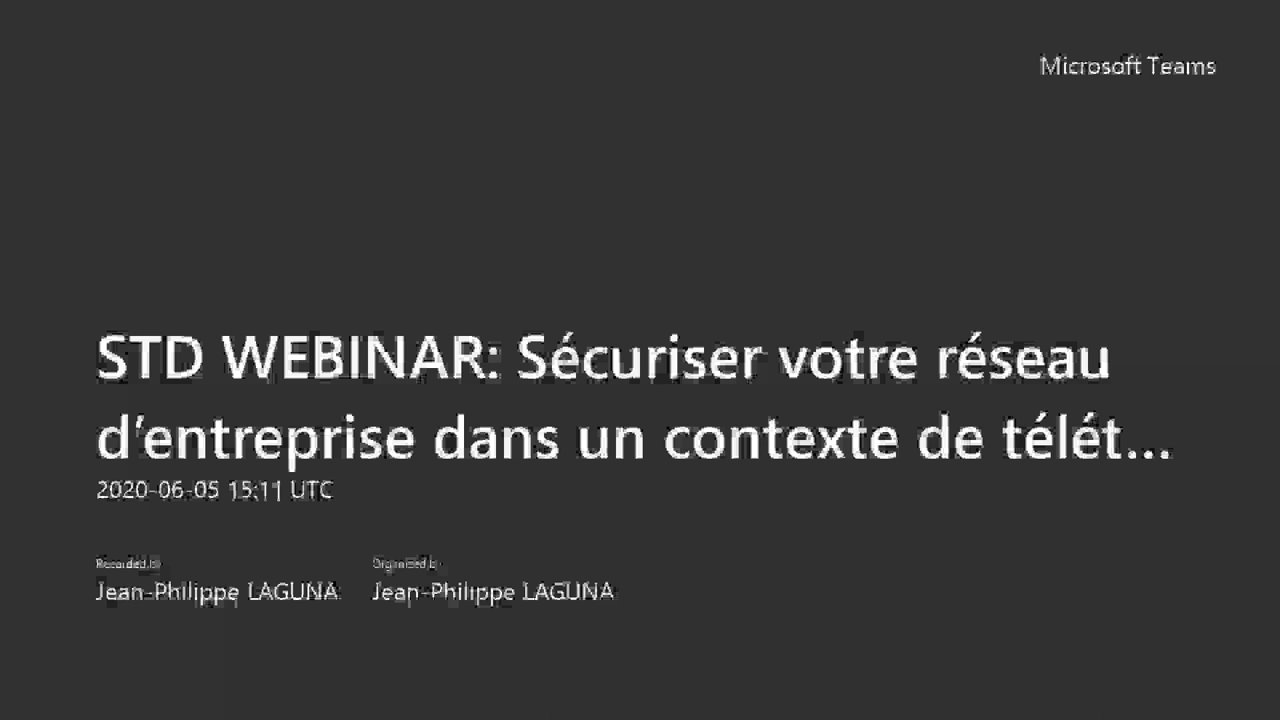 Microsoft Teams
STD WEBINAR: Sécuriser votre réseau
d'entreprise dans un contexte de télét...
2020-06-05 15:11 UTC
Recorded by Organized by
Jean-Philippe LAGUNA Jean-Philippe LAGUNA